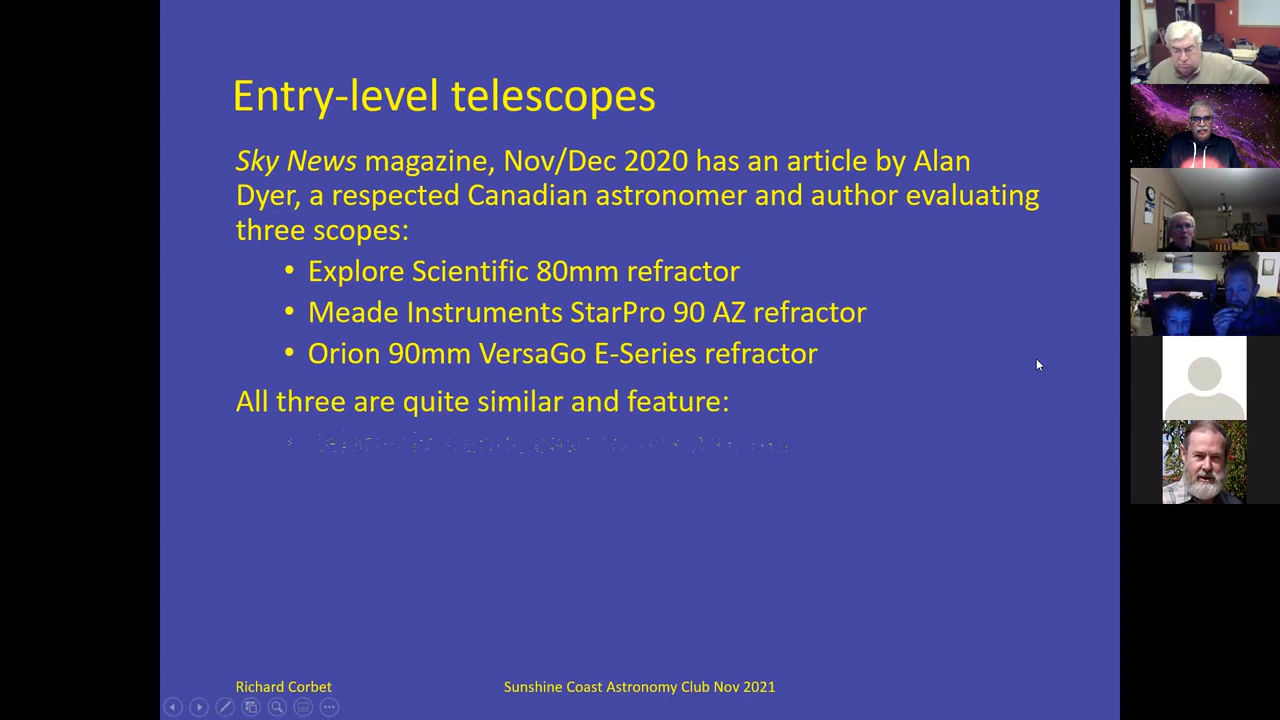 Entry-level telescopes
Sky News magazine, Nov/Dec 2020 has an article by Alan
Dyer, a respected Canadian astronomer and author evaluating
three scopes:
• Explore Scientific 80mm refractor
• Meade Instruments StarPro 90 AZ refractor
• Orion 90mm VersaGo E-Series refractor
All three are quite similar and feature:
Richard Corbet
Sunshine Coast Astronomy Club Nov 2021